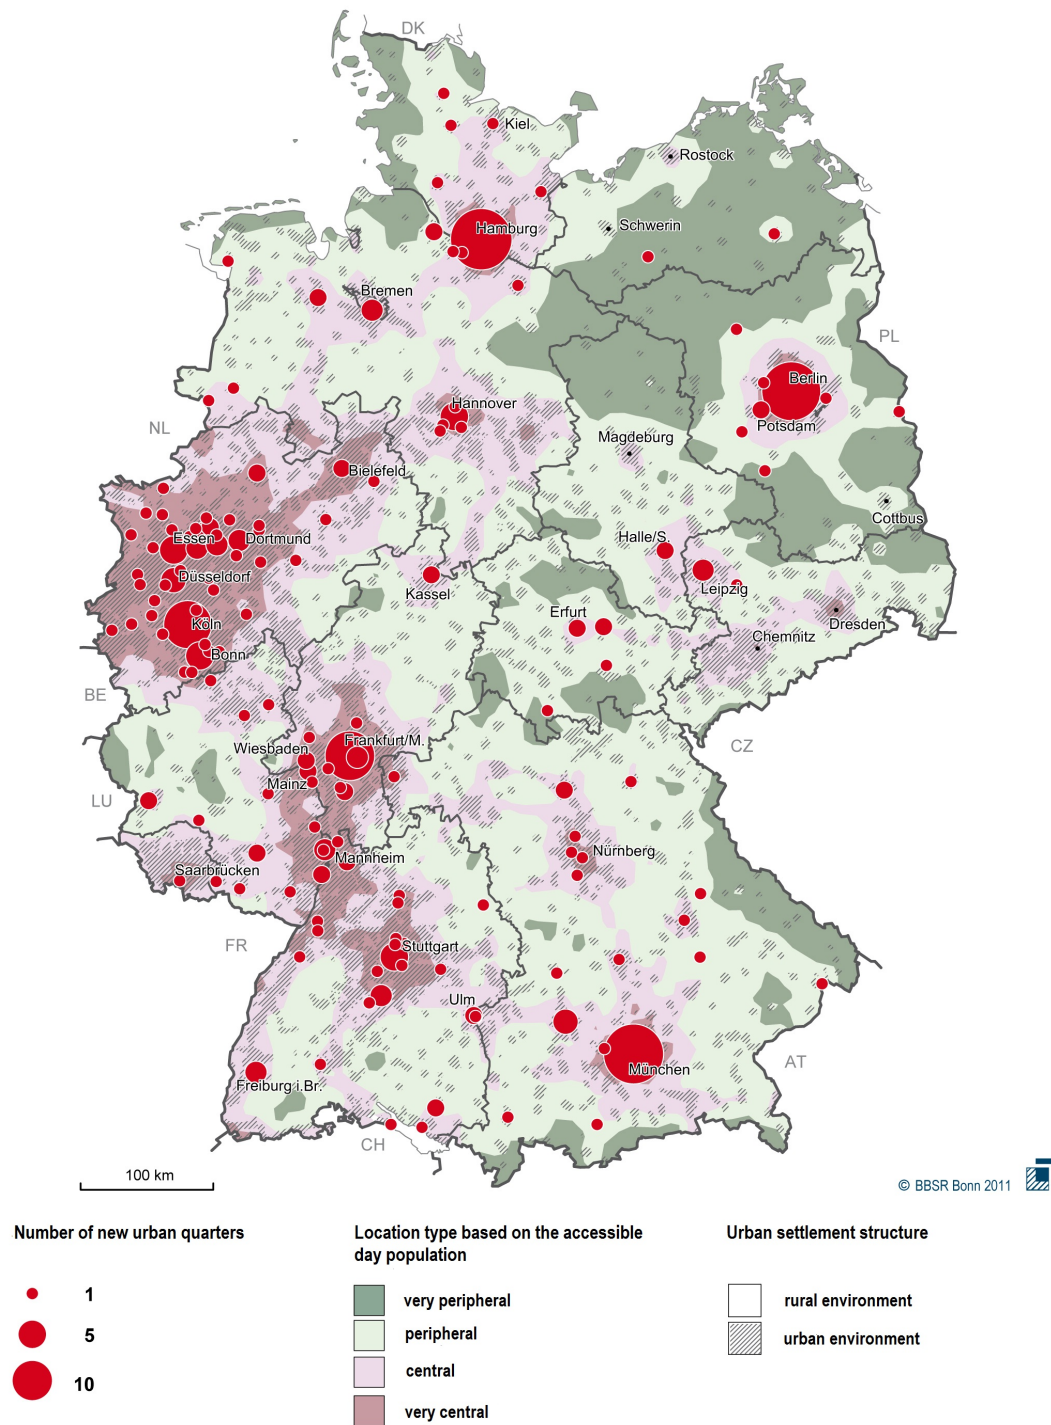 DK
Kiel
Rostock
Schwerin
Hamburg
Bremen
PL
Berlin
Hannover
Potsdam
NL
Magdeburg
Bielefeld
Cottbus
Essen
Dortmund
Halle/S.
Düsseldorf
Kassel
Leipzig
Erfurt
Köln
Dresden
Chemnitz
Bonn
BE
Wiesbaden
Frankfurt/M.
CZ
Mainz
LU
Nürnberg
Mannheim
Saarbrücken
FR
Stuttgart
Ulm
AT
München
Freiburg i.Br.
CH
100 km
© BBSR Bonn 2011
Number of new urban quarters
1
5
10
Location type based on the accessible
day population
very peripheral
peripheral
central
very central
Urban settlement structure
rural environment
urban environment